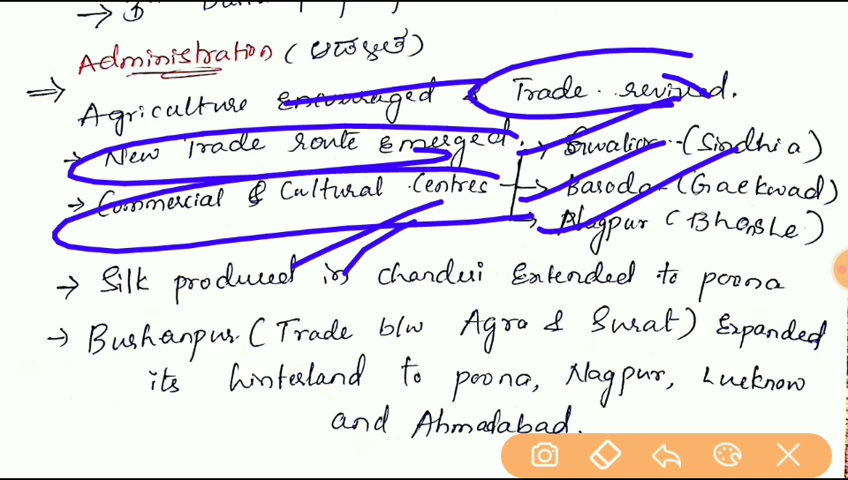 Administration (ಆಡಳಿತ)
⇒ Agriculture Encouraged & Trade revived.
→ New Trade route Emerged.
→ Gwalior (Sindhia)
→ Commercial & Cultural Centres → Baroda (Gaekwad)
→ Nagpur (Bhosle)
→ Silk produced in chanderi Extended to poona
→ Burhanpur (Trade b/w Agra & Surat) Expanded
its hinterland to poona, Nagpur, Lucknow
and Ahmadabad.